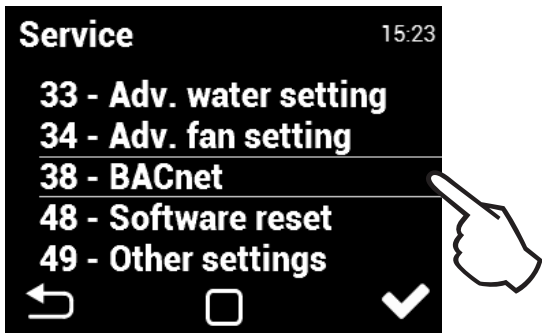 Service
15:23
33 - Adv. water setting
34 - Adv. fan setting
38 - BACnet
48 - Software reset
49 - Other settings